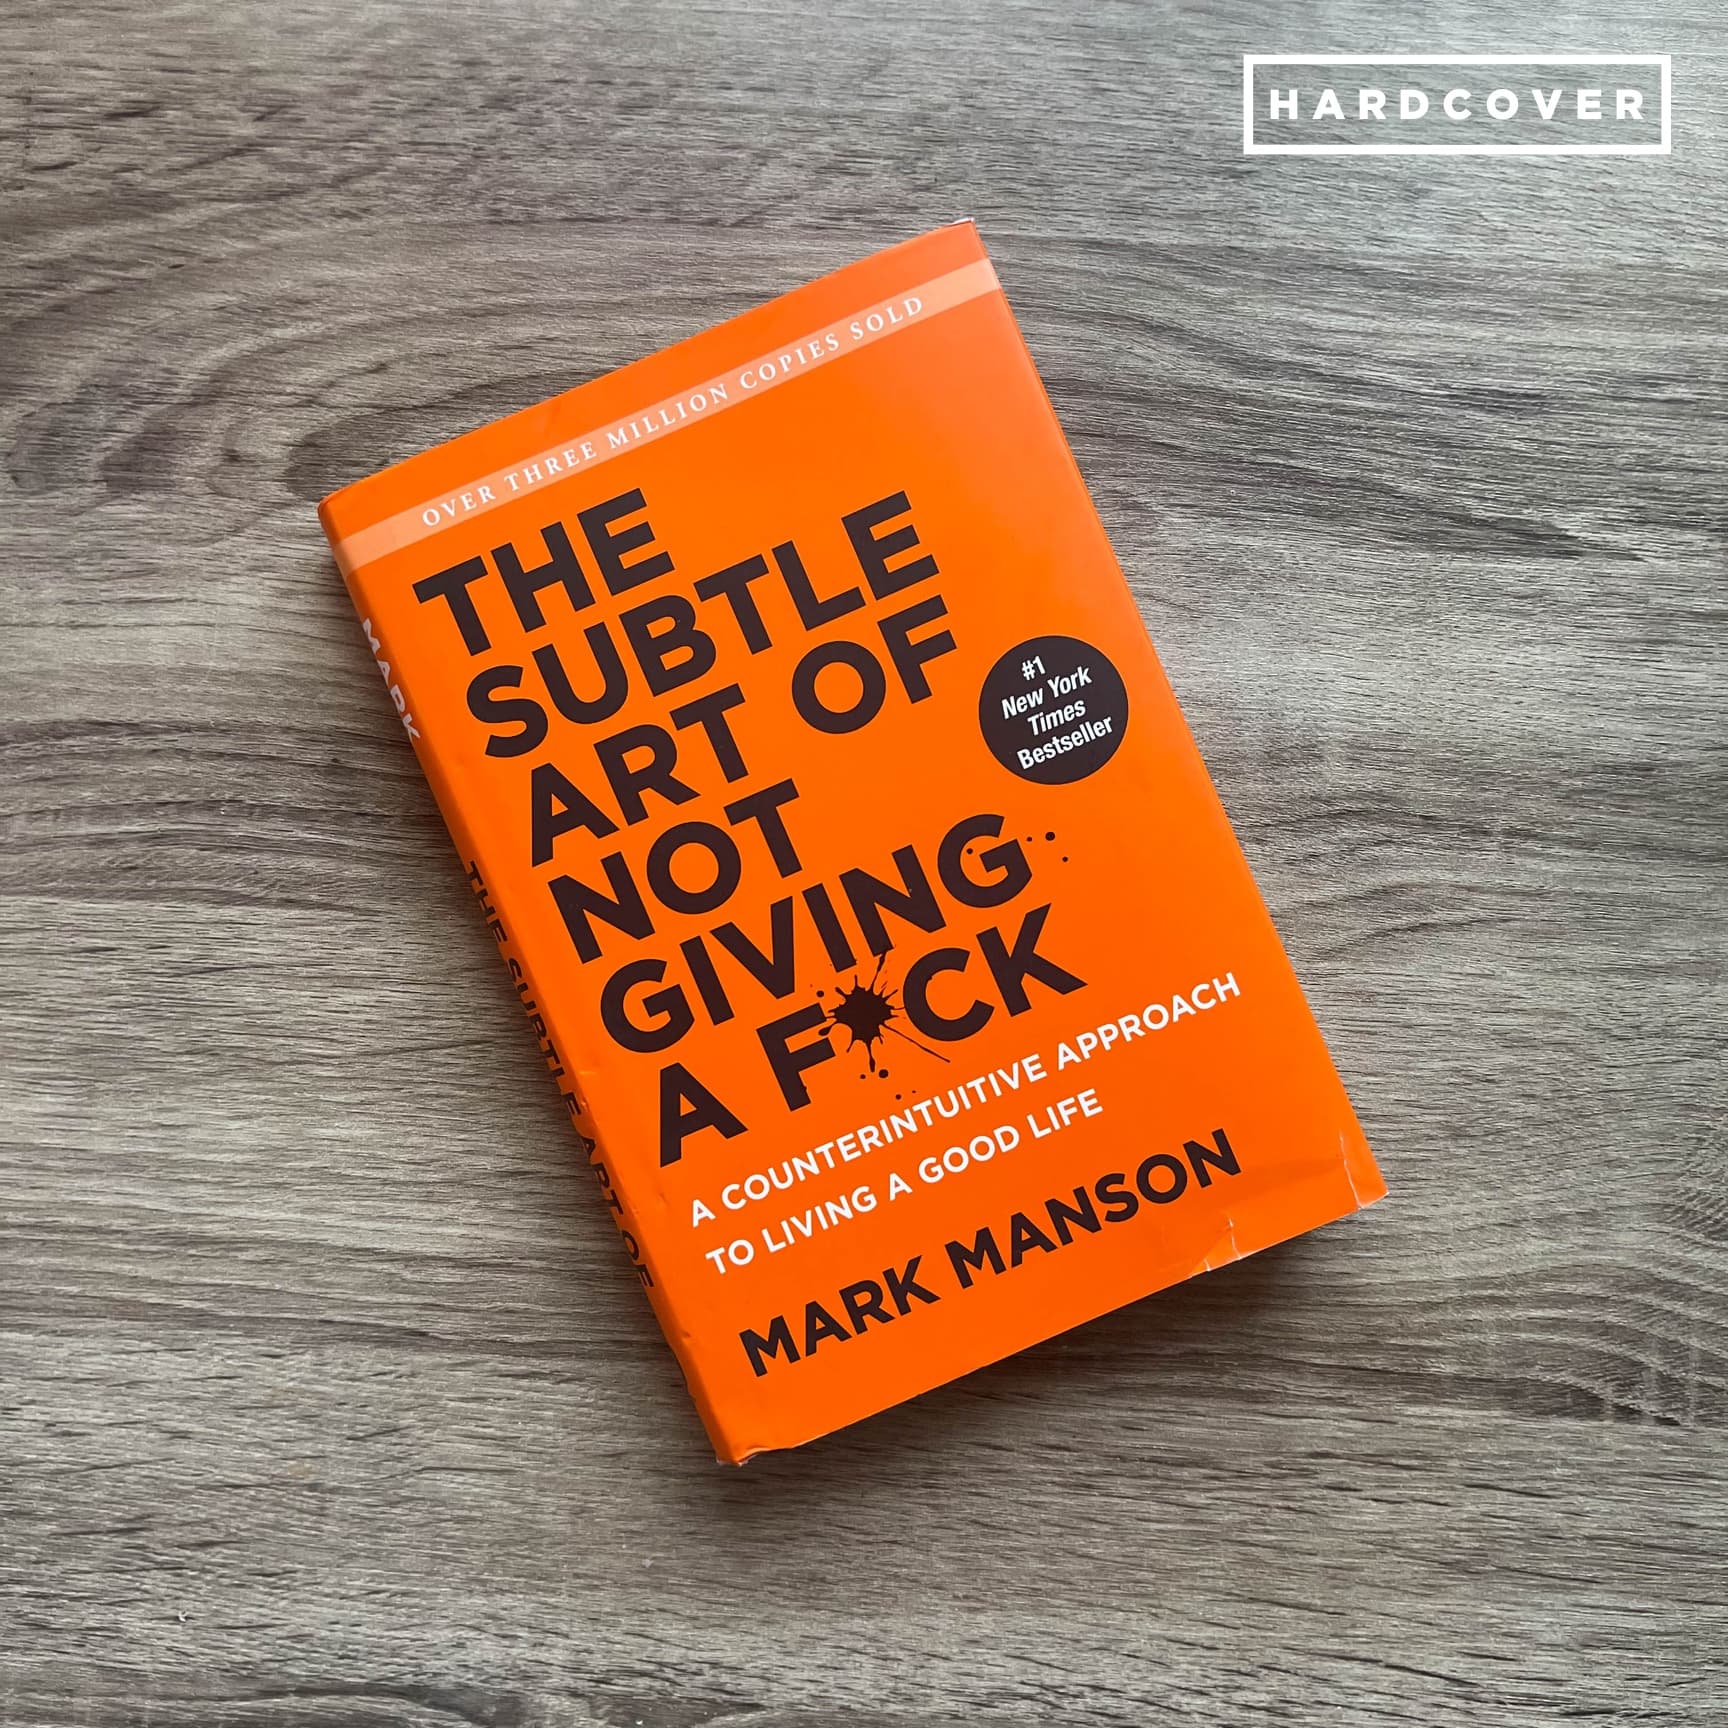 HARDCOVER
OVER THREE MILLION COPIES SOLD
THE
SUBTLE
ART OF
NOT
GIVING
A F*CK
#1
New York
Times
Bestseller
A COUNTERINTUITIVE APPROACH
TO LIVING A GOOD LIFE
MARK MANSON
MARK
THE SUBTLE ART OF